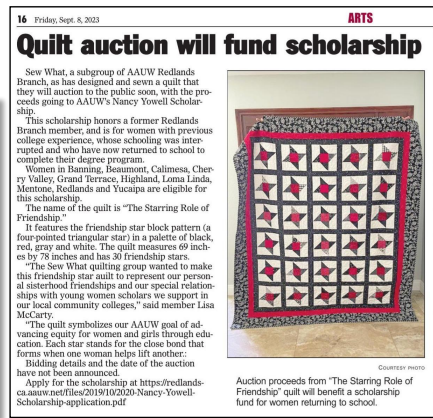 16 Friday, Sept. 8, 2023
ARTS
Quilt auction will fund scholarship
Sew What, a subgroup of AAUW Redlands
Branch, as has designed and sewn a quilt that
they will auction to the public soon, with the pro-
ceeds going to AAUW's Nancy Yowell Scholar-
ship.
This scholarship honors a former Redlands
Branch member, and is for women with previous
college experience, whose schooling was inter-
rupted and who have now returned to school to
complete their degree program.
Women in Banning, Beaumont, Calimesa, Cher-
ry Valley, Grand Terrace, Highland, Loma Linda,
Mentone, Redlands and Yucaipa are eligible for
this scholarship.
The name of the quilt is "The Starring Role of
Friendship."
It features the friendship star block pattern (a
four-pointed triangular star) in a palette of black,
red, gray and white. The quilt measures 69 inch-
es by 78 inches and has 30 friendship stars.
"The Sew What quilting group wanted to make
this friendship star auilt to represent our person-
al sisterhood friendships and our special relation-
ships with young women scholars we support in
our local community colleges," said member Lisa
McCarty.
"The quilt symbolizes our AAUW goal of ad-
vancing equity for women and girls through edu-
cation. Each star stands for the close bond that
forms when one woman helps lift another.:
Bidding details and the date of the auction
have not been announced.
Apply for the scholarship at https://redlands-
ca.aauw.net/files/2019/10/2020-Nancy-Yowell-
Scholarship-application.pdf
COURTESY PHOTO
Auction proceeds from "The Starring Role of
Friendship" quilt will benefit a scholarship
fund for women returning to school.